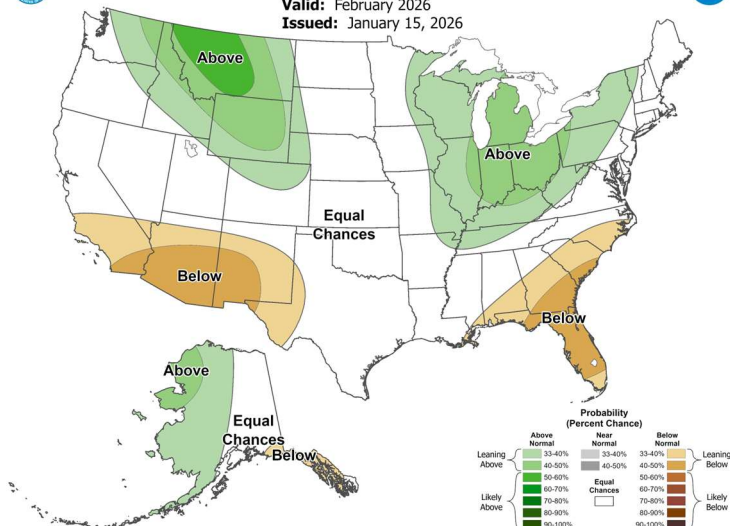 Valid: February 2026
Issued: January 15, 2026
Above
Above
Equal
Chances
Below
Below
Above
Equal
Chances
Below
Probability
(Percent Chance)
Above
Normal
Near
Normal
Below
Normal
Leaning
Above
33-40%
33-40%
33-40%
Leaning
Below
40-50%
40-50%
40-50%
Likely
Above
50-60%
Equal
Chances
50-60%
Likely
Below
60-70%
60-70%
70-80%
70-80%
80-90%
80-90%
90-100%
90-100%